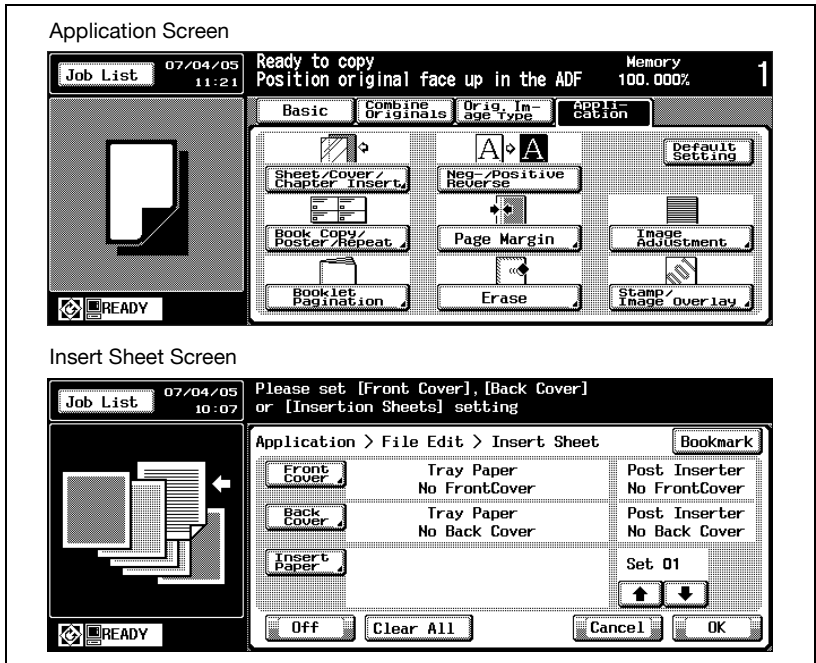 Application Screen
Job List
07/04/05
11:21
Ready to copy
Position original face up in the ADF
Memory
100.000%
1
Basic
Combine
Originals
Orig. Im-
age Type
Appli-
cation
A A
Default
Setting
Sheet/Cover/
Chapter Insert
Neg-/Positive
Reverse
Book Copy/
Poster/Repeat
Page Margin
Image
Adjustment
Booklet
Pagination
Erase
001
Stamp/
Image Overlay
READY
Insert Sheet Screen
Job List
07/04/05
10:07
Please set [Front Cover], [Back Cover]
or [Insertion Sheets] setting
Application > File Edit > Insert Sheet
Bookmark
Front
Cover
Tray Paper
No FrontCover
Post Inserter
No FrontCover
Back
Cover
Tray Paper
No Back Cover
Post Inserter
No Back Cover
Insert
Paper
Set 01
READY
Off
Clear All
Cancel
OK